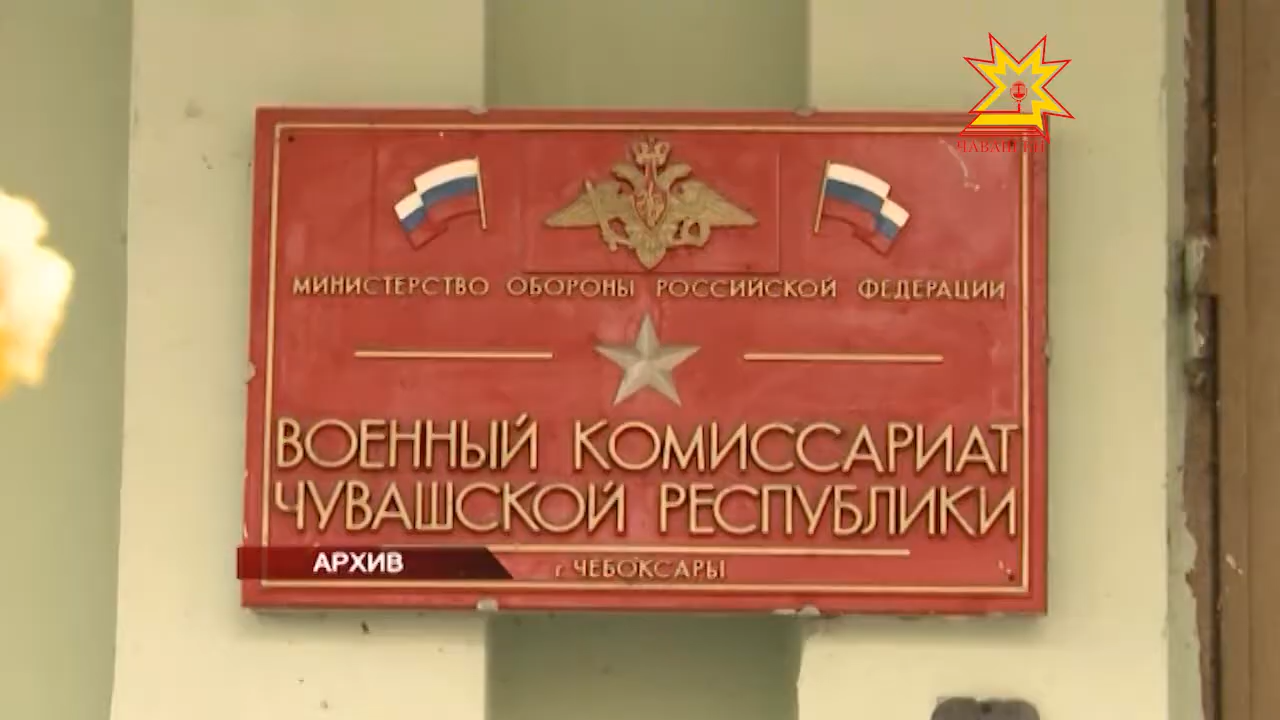 МИНИСТЕРСТВО ОБОРОНЫ РОССИЙСКОЙ ФЕДЕРАЦИИ
ВОЕННЫЙ КОМИССАРИАТ
ЧУВАШСКОЙ РЕСПУБЛИКИ
АРХИВ
г ЧЕБОКСАРЫ